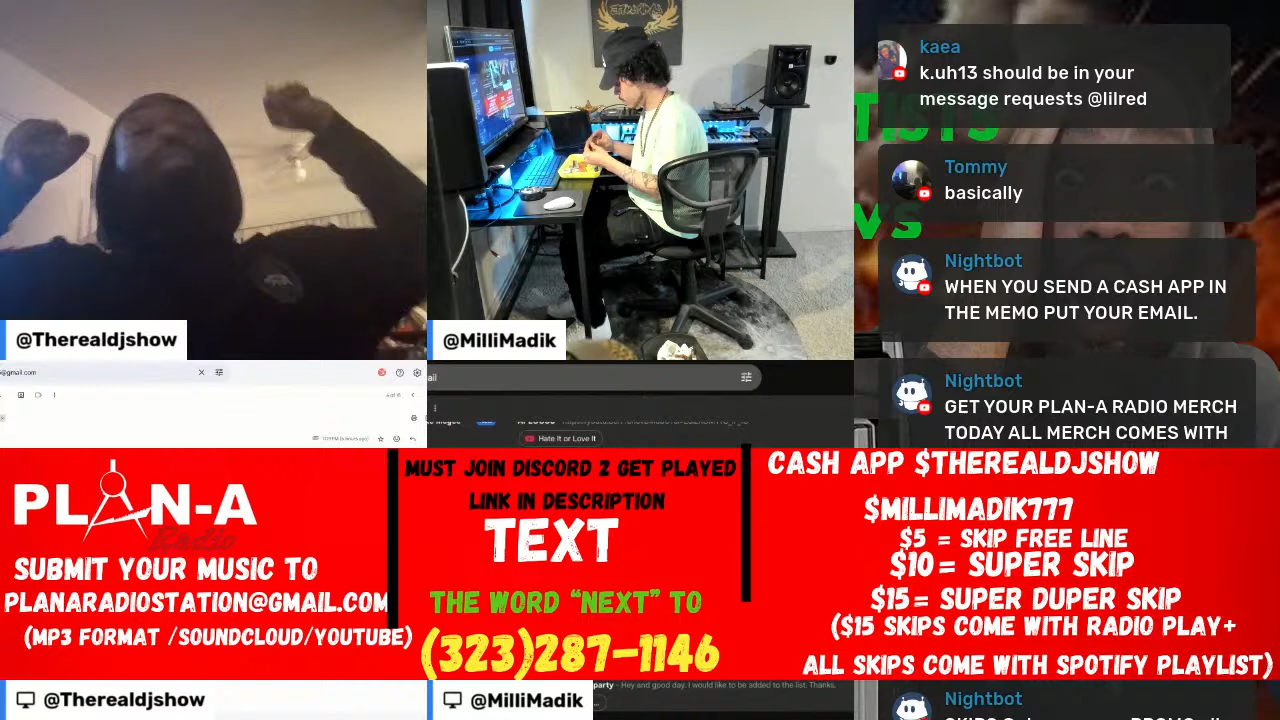 @Therealdjshow
@MilliMadik
TISTS
VS
kaea
k.uh13 should be in your
message requests @lilred
Tommy
basically
Nightbot
WHEN YOU SEND A CASH APP IN
THE MEMO PUT YOUR EMAIL.
Nightbot
GET YOUR PLAN-A RADIO MERCH
TODAY ALL MERCH COMES WITH
@gmail.com
ail
Hate It or Love It
PLAN-A
Radio
SUBMIT YOUR MUSIC TO
PLANARADIOSTATION@GMAIL.COM
(MP3 FORMAT /SOUNDCLOUD/YOUTUBE)
MUST JOIN DISCORD 2 GET PLAYED
LINK IN DESCRIPTION
TEXT
THE WORD “NEXT” TO
(323)287-1146
CASH APP $THEREALDJSHOW
$MILLIMADIK777
$5 = SKIP FREE LINE
$10 = SUPER SKIP
$15 = SUPER DUPER SKIP
($15 SKIPS COME WITH RADIO PLAY+
ALL SKIPS COME WITH SPOTIFY PLAYLIST)
@Therealdjshow
@MilliMadik
party - Hey and good day. I would like to be added to the list. Thanks.
Nightbot